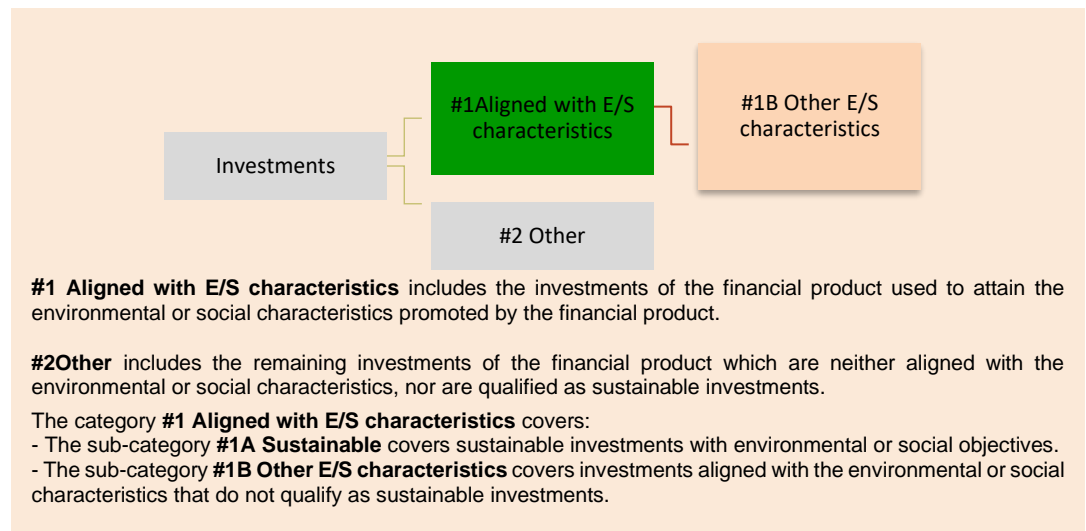 #1Aligned with E/S
characteristics
#1B Other E/S
characteristics
Investments
#2 Other
#1 Aligned with E/S characteristics includes the investments of the financial product used to attain the
environmental or social characteristics promoted by the financial product.
#2Other includes the remaining investments of the financial product which are neither aligned with the
environmental or social characteristics, nor are qualified as sustainable investments.
The category #1 Aligned with E/S characteristics covers:
- The sub-category #1A Sustainable covers sustainable investments with environmental or social objectives.
- The sub-category #1B Other E/S characteristics covers investments aligned with the environmental or social
characteristics that do not qualify as sustainable investments.